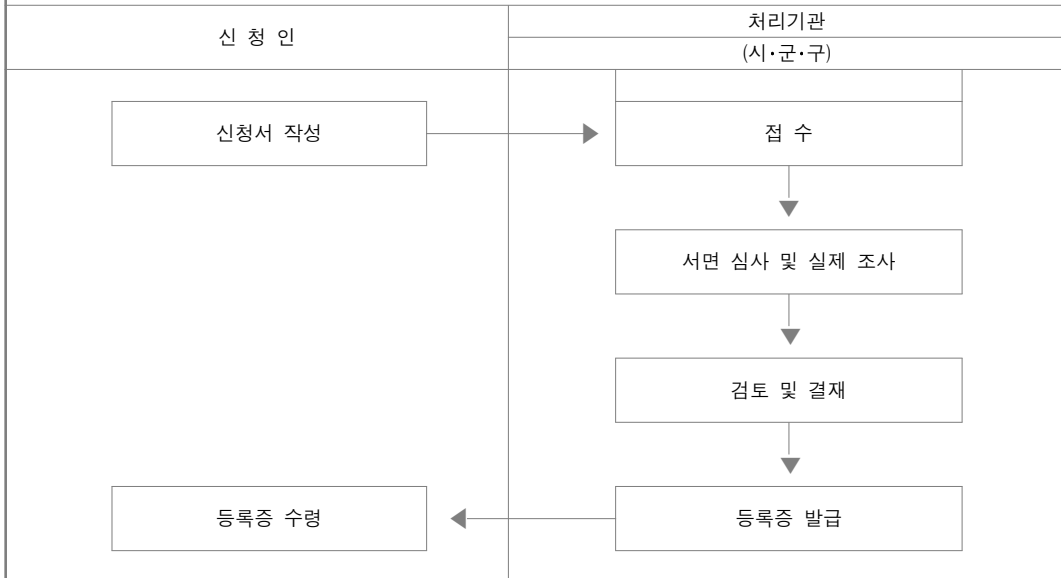 신 청 인
처리기관
(시·군·구)
신청서 작성
접 수
서면 심사 및 실제 조사
검토 및 결재
등록증 수령
등록증 발급